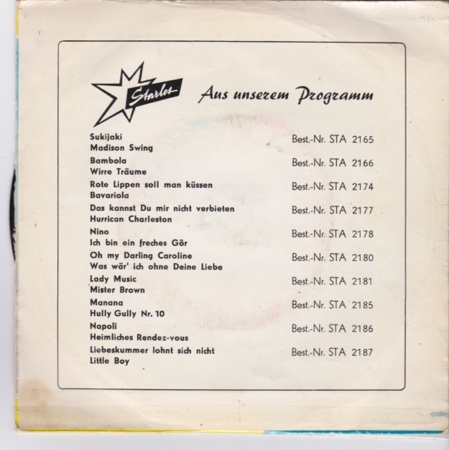 Starlet
Aus unserem Programm
Sukijaki
Madison Swing
Best.-Nr. STA 2165
Bambola
Wirre Träume
Best.-Nr. STA 2166
Rote Lippen soll man küssen
Bavariola
Best.-Nr. STA 2174
Das kannst Du mir nicht verbieten
Hurrican Charleston
Best.-Nr. STA 2177
Nino
Ich bin ein freches Gör
Best.-Nr. STA 2178
Oh my Darling Caroline
Was wär' ich ohne Deine Liebe
Best.-Nr. STA 2180
Lady Music
Mister Brown
Best.-Nr. STA 2181
Manana
Hully Gully Nr. 10
Best.-Nr. STA 2185
Napoli
Heimliches Rendez-vous
Best.-Nr. STA 2186
Liebeskummer lohnt sich nicht
Little Boy
Best.-Nr. STA 2187